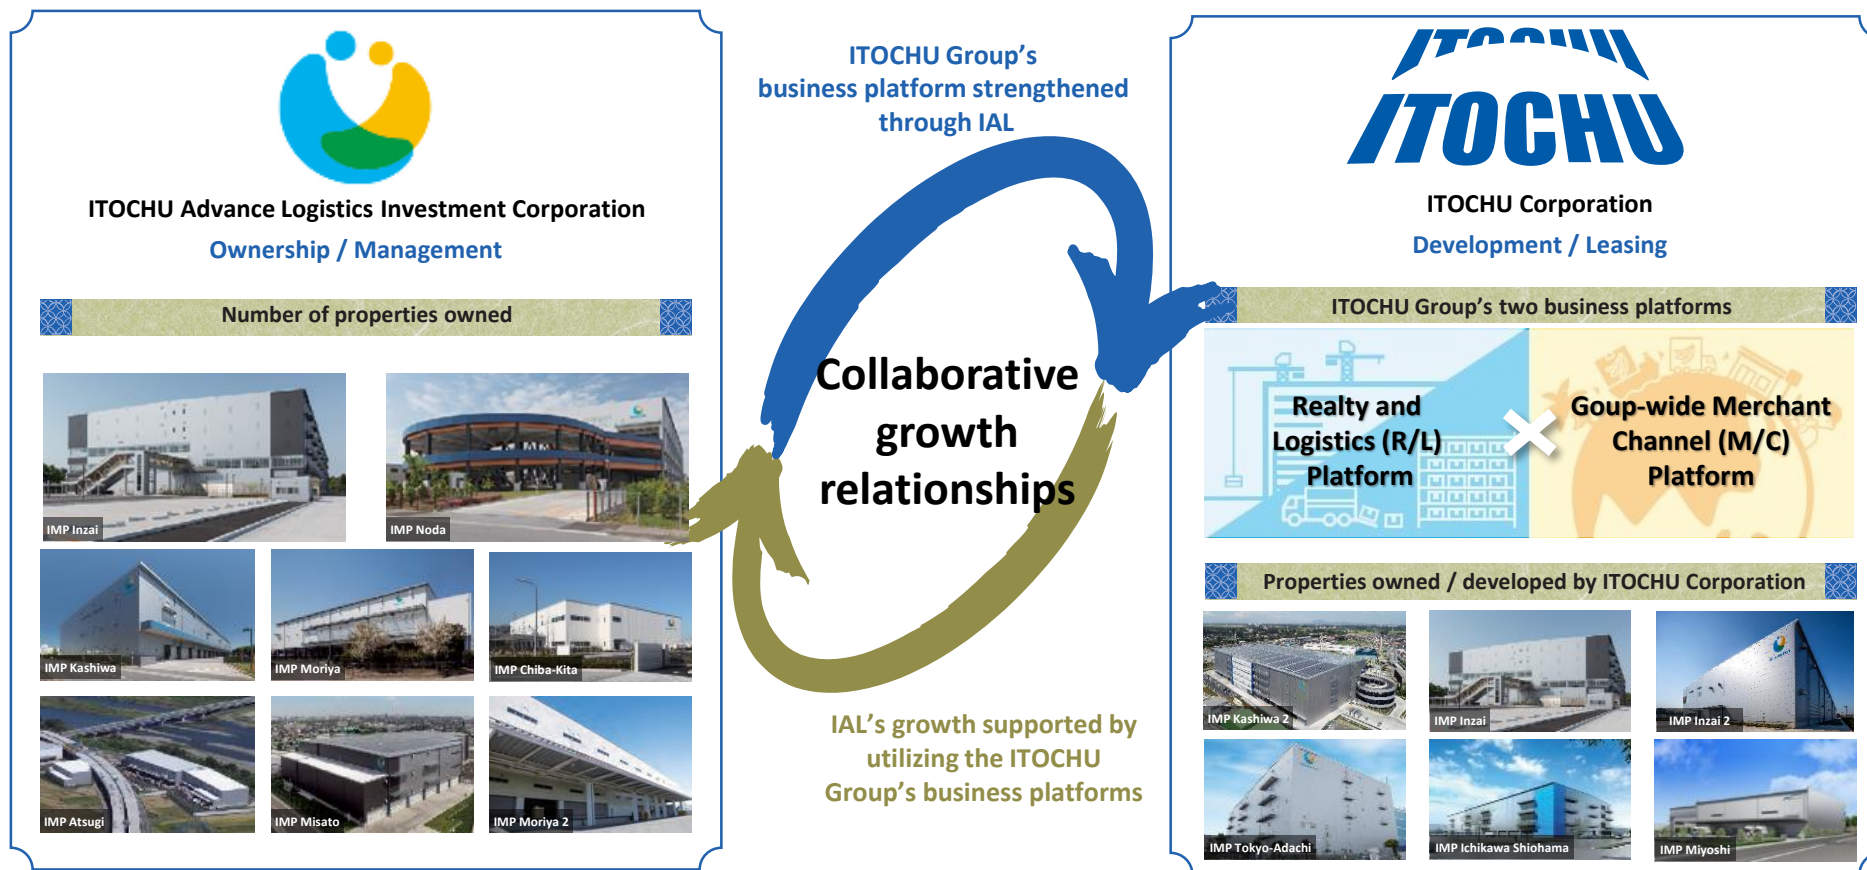 ITOCHU Advance Logistics Investment Corporation
Ownership / Management
Number of properties owned
IMP Inzai
IMP Noda
IMP Kashiwa
IMP Moriya
IMP Chiba-Kita
IMP Atsugi
IMP Misato
IMP Moriya 2
ITOCHU Group's
business platform strengthened
through IAL
Collaborative
growth
relationships
IAL's growth supported by
utilizing the ITOCHU
Group's business platforms
ITOCHU
ITOCHU
ITOCHU Corporation
Development / Leasing
ITOCHU Group's two business platforms
Realty and
Logistics (R/L)
Platform
Goup-wide Merchant
Channel (M/C)
Platform
Properties owned / developed by ITOCHU Corporation
IMP Kashiwa 2
IMP Inzai
IMP Inzai 2
IMP Tokyo-Adachi
IMP Ichikawa Shiohama
IMP Miyoshi